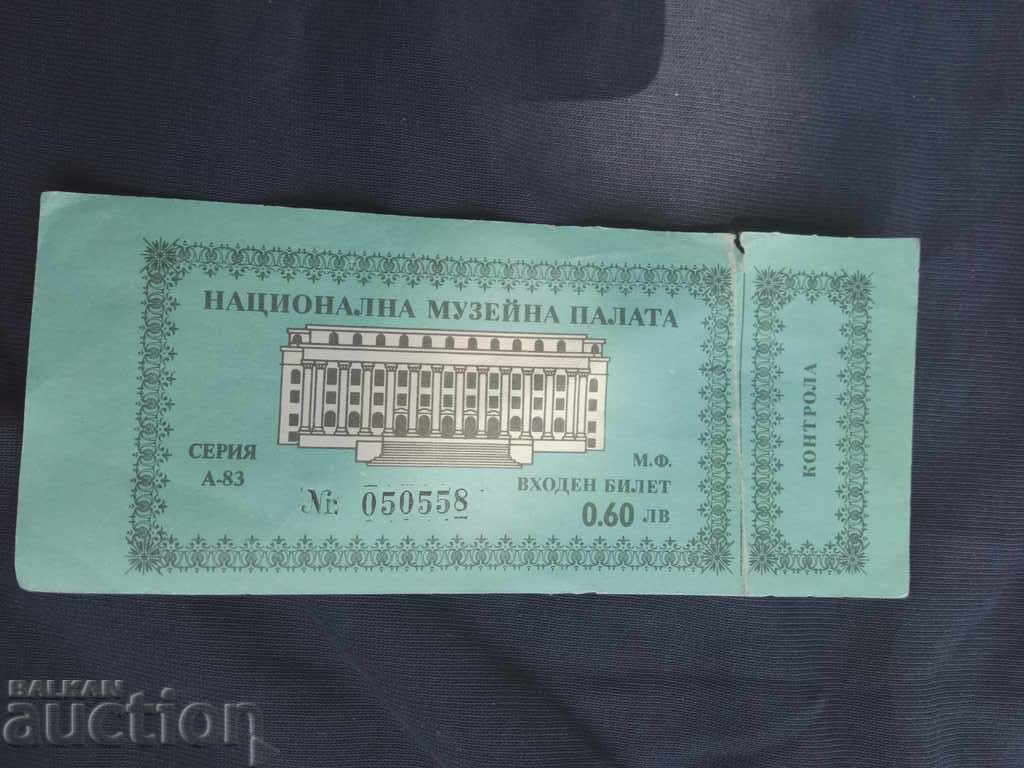 НАЦИОНАЛНА МУЗЕЙНА ПАЛАТА
СЕРИЯ
А-83
№: 050558
М.Ф.
ВХОДЕН БИЛЕТ
0.60 ЛВ
КОНТРОЛА
BALKAN
auction